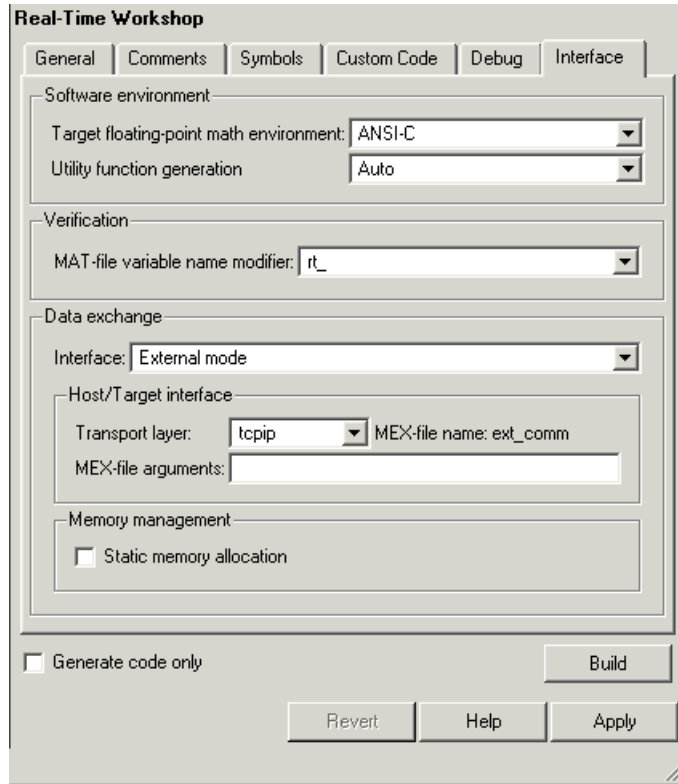 Real-Time Workshop
General Comments Symbols Custom Code Debug Interface
Software environment
Target floating-point math environment: ANSI-C
Utility function generation Auto
Verification
MAT-file variable name modifier: rt_
Data exchange
Interface: External mode
Host/Target interface
Transport layer: tcpip MEX-file name: ext_comm
MEX-file arguments:
Memory management
Static memory allocation
Generate code only Build
Revert Help Apply